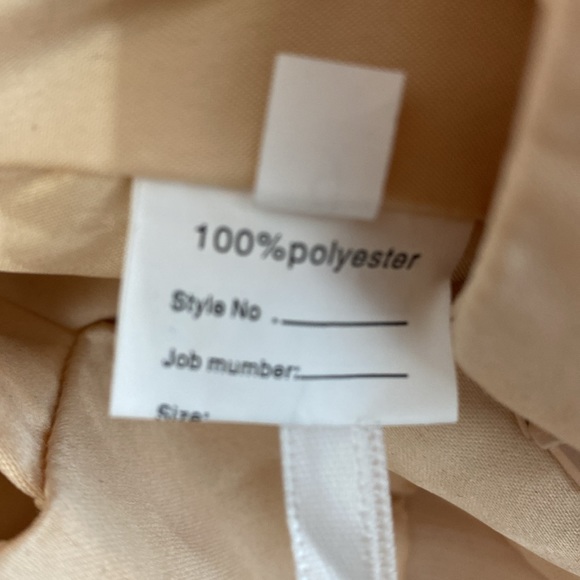 100%polyester
Style No .
Job mumber:
Size: